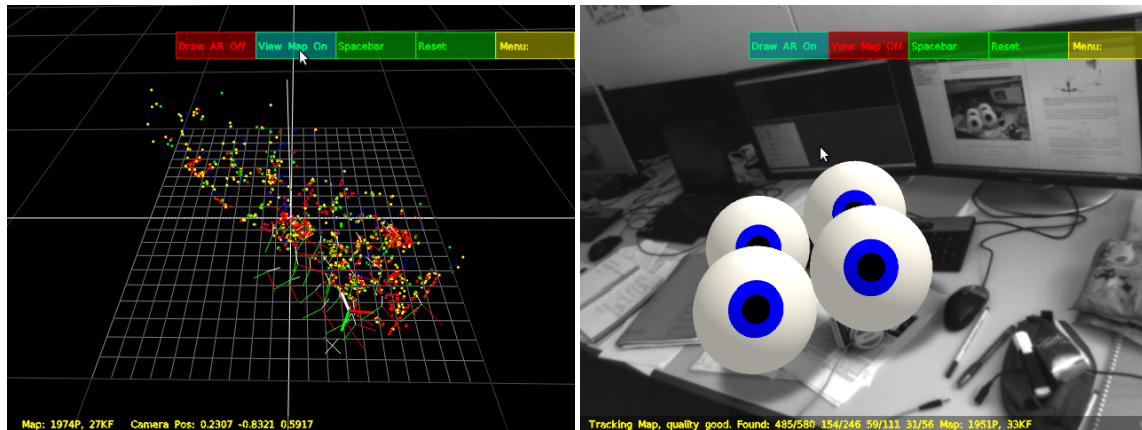 Draw AR Off View Map On Spacebar Reset Menu:
Map: 1974P, 27KF Camera Pos: 0.2307 -0.8321 0.5917
Draw AR On View Map Off Spacebar Reset Menu:
Tracking Map, quality good. Found: 485/580 154/246 59/111 31/56 Map: 1951P, 33KF